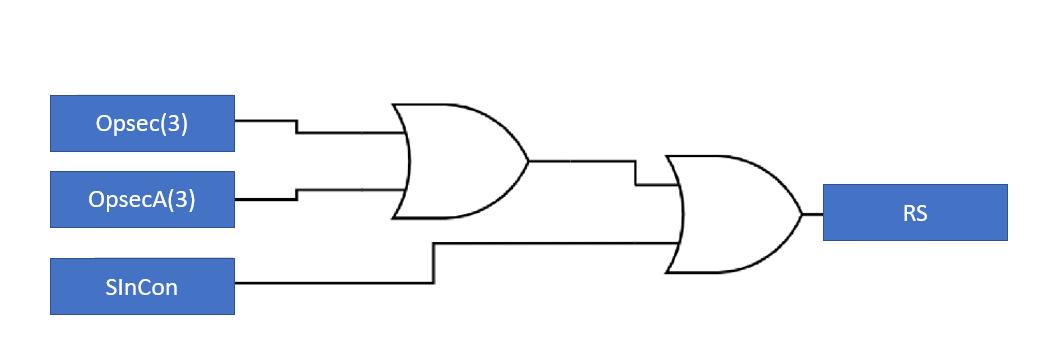 Opsec(3)
OpsecA(3)
SInCon
RS